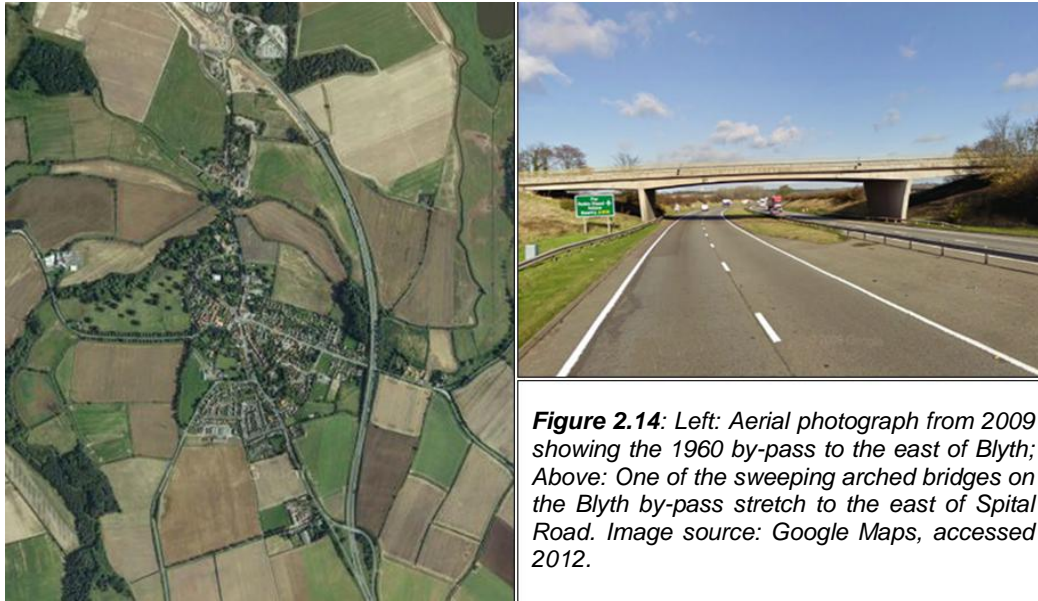 Figure 2.14: Left: Aerial photograph from 2009
showing the 1960 by-pass to the east of Blyth;
Above: One of the sweeping arched bridges on
the Blyth by-pass stretch to the east of Spital
Road. Image source: Google Maps, accessed
2012.